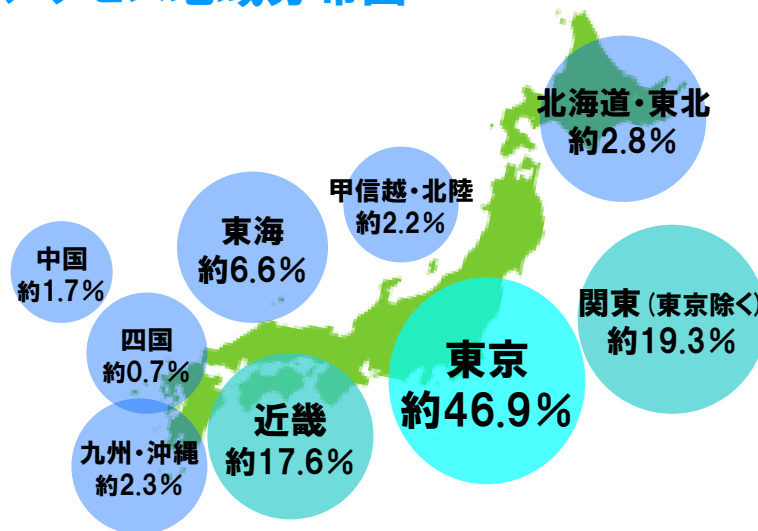 北海道・東北
約2.8%
甲信越・北陸
約2.2%
東海
約6.6%
中国
約1.7%
関東（東京除く）
約19.3%
四国
約0.7%
東京
約46.9%
近畿
約17.6%
九州・沖縄
約2.3%